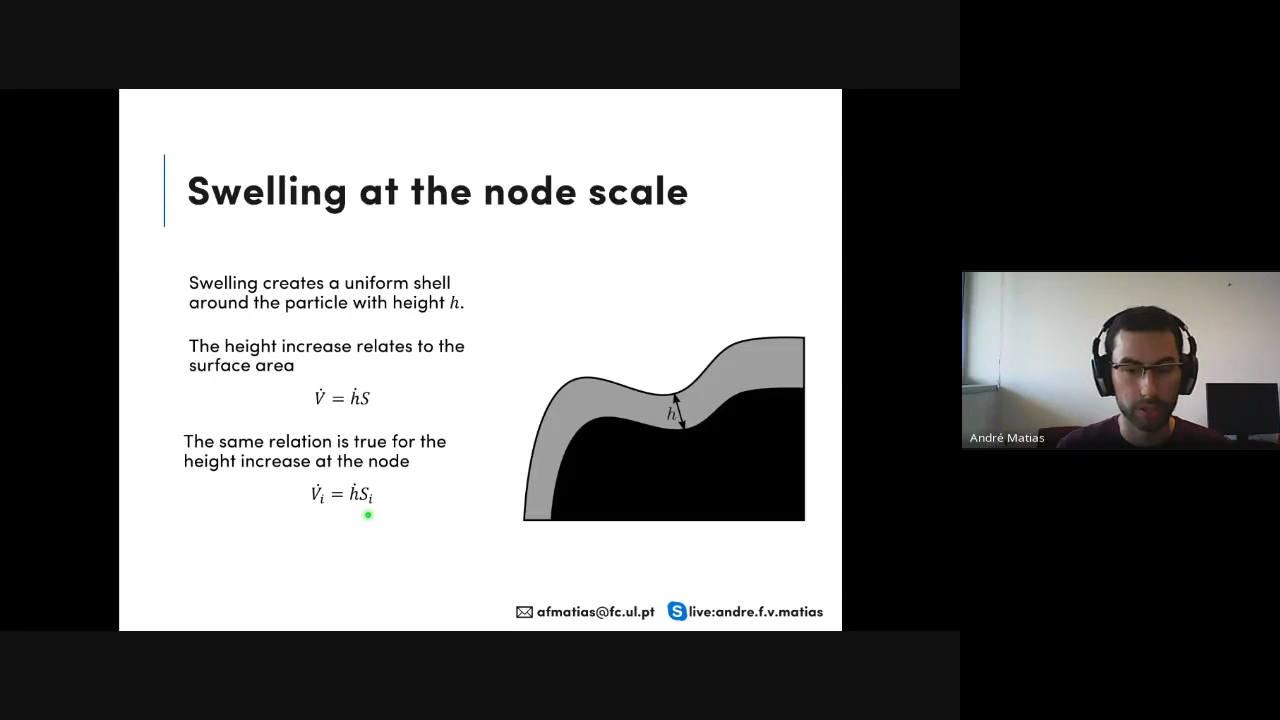 Swelling at the node scale
Swelling creates a uniform shell
around the particle with height h.
The height increase relates to the
surface area
V̇ = ḣS
The same relation is true for the
height increase at the node
V̇ᵢ = ḣSᵢ
h
afmatias@fc.ul.pt
S live:andre.f.v.matias
André Matias